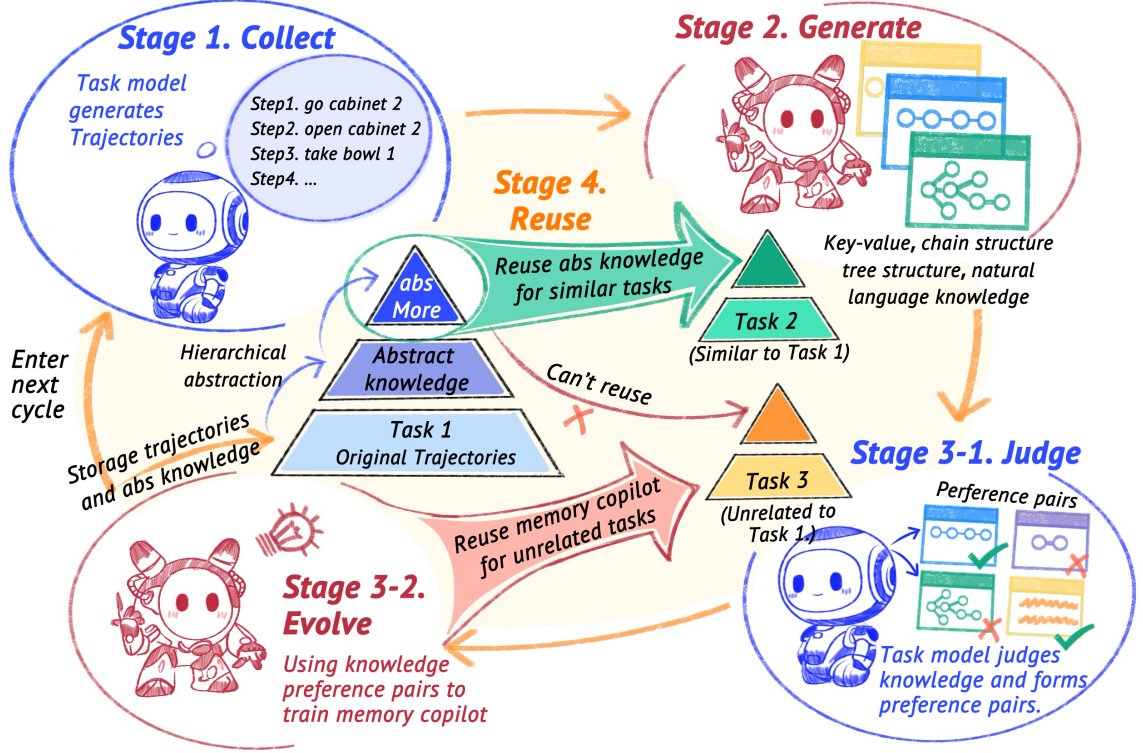 Stage 1. Collect
Task model
generates
Trajectories
Step1. go cabinet 2
Step2. open cabinet 2
Step3. take bowl 1
Step4. ...
Stage 2. Generate
Key-value, chain structure
tree structure, natural
language knowledge
Stage 4.
Reuse
Reuse abs knowledge
for similar tasks
abs
More
Abstract
knowledge
Task 1
Original Trajectories
Hierarchical
abstraction
Enter
next
cycle
Storage trajectories
and abs knowledge
Task 2
(Similar to Task 1)
Can't reuse
Task 3
(Unrelated to
Task 1.)
Reuse memory copilot
for unrelated tasks
Stage 3-1. Judge
Perference pairs
Task model judges
knowledge and forms
preference pairs.
Stage 3-2.
Evolve
Using knowledge
preference pairs to
train memory copilot